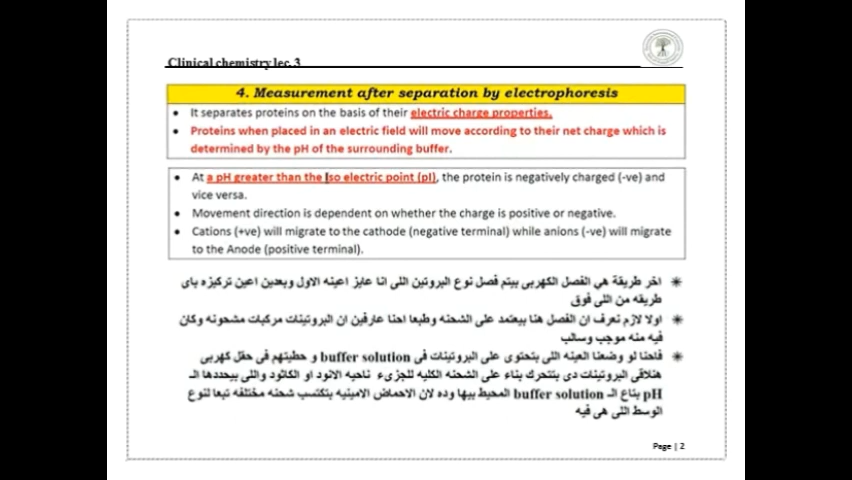 Clinical chemistry lec. 3
4. Measurement after separation by electrophoresis
• It separates proteins on the basis of their electric charge properties.
• Proteins when placed in an electric field will move according to their net charge which is
determined by the pH of the surrounding buffer.
• At a pH greater than the Iso electric point (pI), the protein is negatively charged (-ve) and
vice versa.
• Movement direction is dependent on whether the charge is positive or negative.
• Cations (+ve) will migrate to the cathode (negative terminal) while anions (-ve) will migrate
to the Anode (positive terminal).
✳ اخر طريقة هي الفصل الكهربى بيتم فصل نوع البروتين اللى انا عايز اعينه الاول وبعدين اعين تركيزه باى
طريقه من اللى فوق
✳ اولا لازم نعرف ان الفصل هنا بيعتمد على الشحنه وطبعا احنا عارفين ان البروتينات مركبات مشحونه وكان
فيه منه موجب وسالب
✳ فاحنا لو وضعنا العينه اللى بتحتوى على البروتينات فى buffer solution و حطيتهم فى حقل كهربى
هتلاقى البروتينات دى بتتحرك بناء على الشحنه الكليه للجزىء ناحيه الانود او الكاثود واللى بيحددها الـ
pH بتاع الـ buffer solution المحيط بيها وده لان الاحماض الامينيه بتكتسب شحنه مختلفه تبعا لنوع
الوسط اللى هى فيه
Page | 2